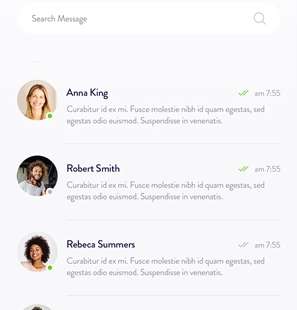 Search Message
Anna King
am 7:55
Curabitur id ex mi. Fusce molestie nibh id quam egestas, sed
egestas odio euismod. Suspendisse in venenatis.
Robert Smith
am 7:55
Curabitur id ex mi. Fusce molestie nibh id quam egestas, sed
egestas odio euismod. Suspendisse in venenatis.
Rebeca Summers
am 7:55
Curabitur id ex mi. Fusce molestie nibh id quam egestas, sed
egestas odio euismod. Suspendisse in venenatis.